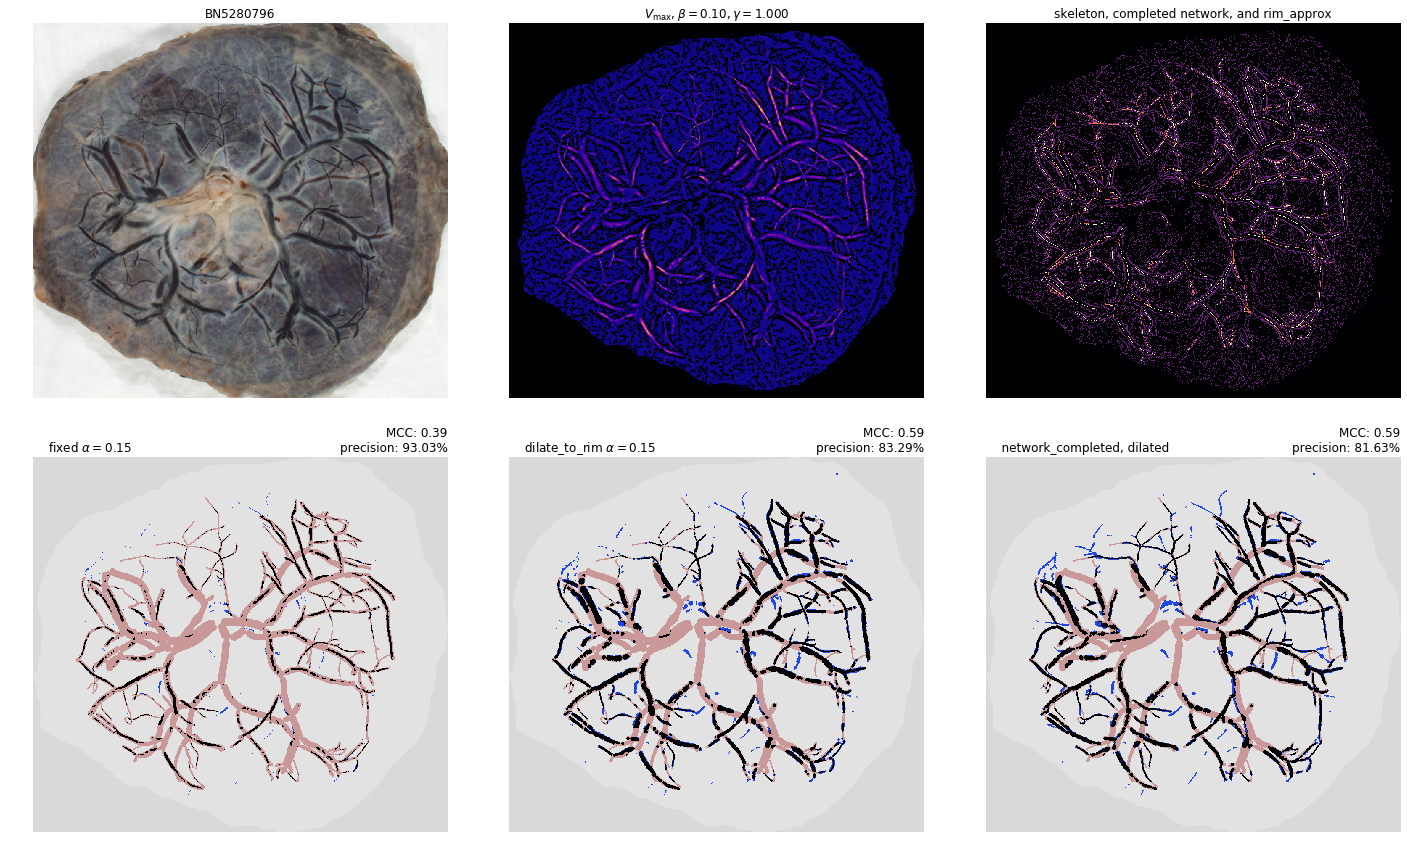 BN5280796
V_max, β = 0.10, γ = 1.000
skeleton, completed network, and rim_approx
MCC: 0.39
fixed α = 0.15 precision: 93.03%
MCC: 0.59
dilate_to_rim α = 0.15 precision: 83.29%
MCC: 0.59
network_completed, dilated precision: 81.63%